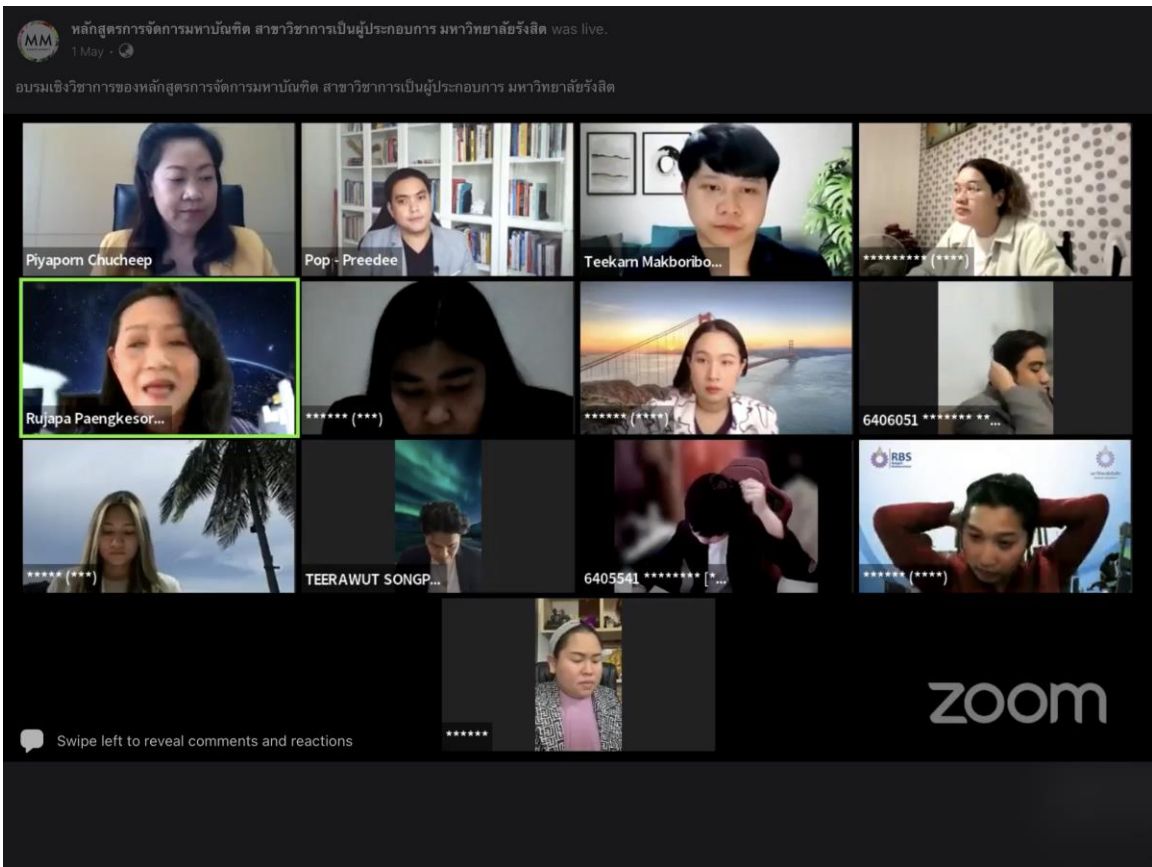 MM
หลักสูตรการจัดการมหาบัณฑิต สาขาวิชาการเป็นผู้ประกอบการ มหาวิทยาลัยรังสิต was live.
1 May ·
อบรมเชิงวิชาการของหลักสูตรการจัดการมหาบัณฑิต สาขาวิชาการเป็นผู้ประกอบการ มหาวิทยาลัยรังสิต
Piyaporn Chucheep
Pop - Preedee
Teekarn Makboribo...
********* (****)
Rujapa Paengkesor...
****** (***)
****** (****)
6406051 ******* **...
***** (***)
TEERAWUT SONGP...
6405541 ******** [*...
RBS
****** (****)
******
zoom
Swipe left to reveal comments and reactions